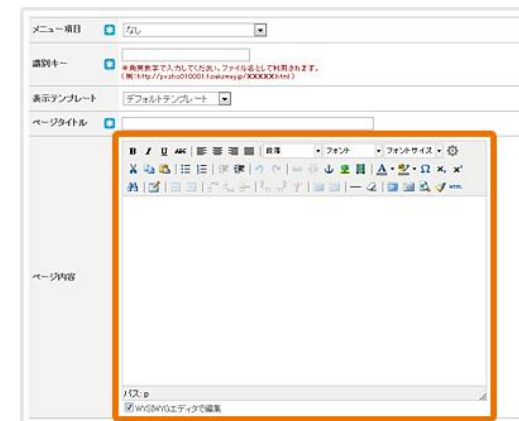 メニュー項目
なし
識別キー
※角英数字で入力してください。ファイル名として利用されます。
表示テンプレート
デフォルトテンプレート
ページタイトル
B I U ABC 段落 フォント フォントサイズ
A Ω
HTML
ページ内容
パス: p
WYSIWYGエディタで編集